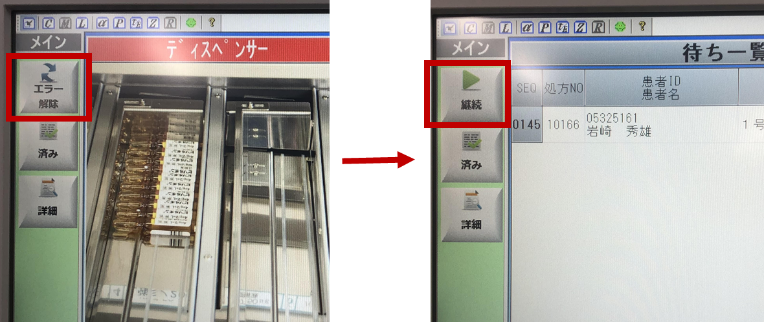 メイン
ディスペンサー
エラー
解除
済み
詳細
メイン
待ち一覧
継続
SEQ
処方NO
患者ID
患者名
0145
10166
05325161
岩崎 秀雄
1 号
済み
詳細